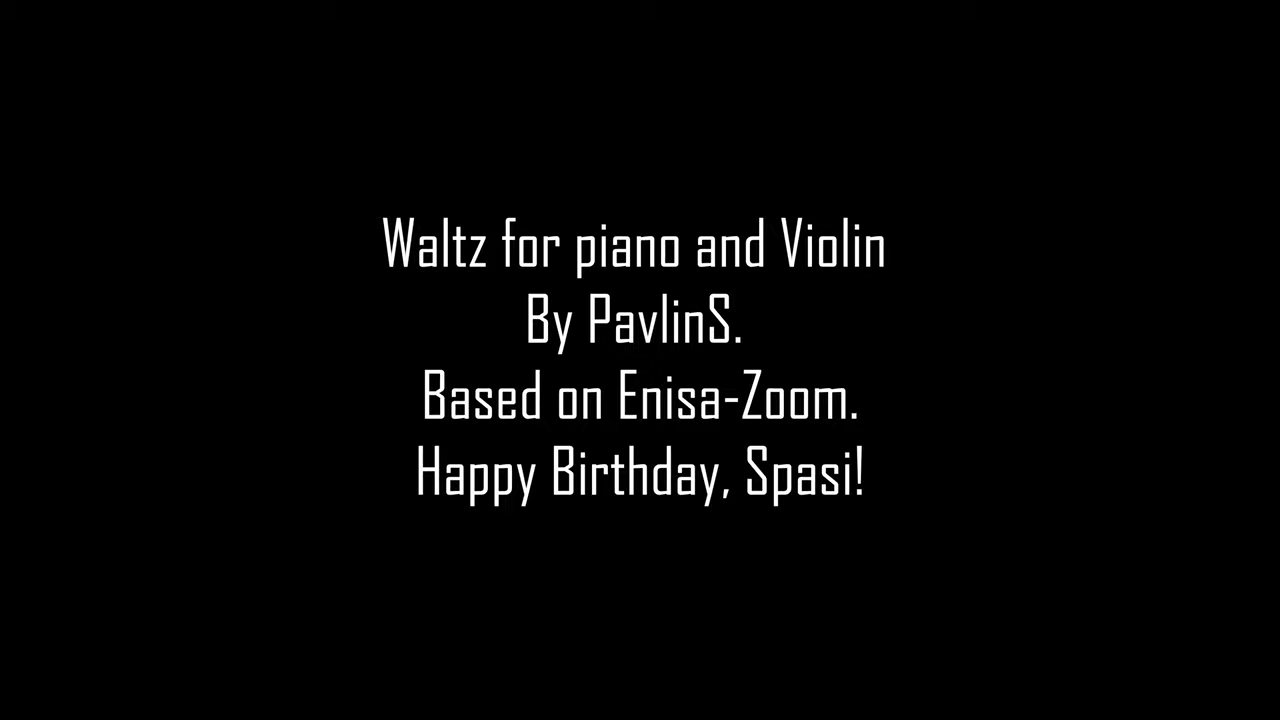 Waltz for piano and Violin
By PavlinS.
Based on Enisa-Zoom.
Happy Birthday, Spasi!